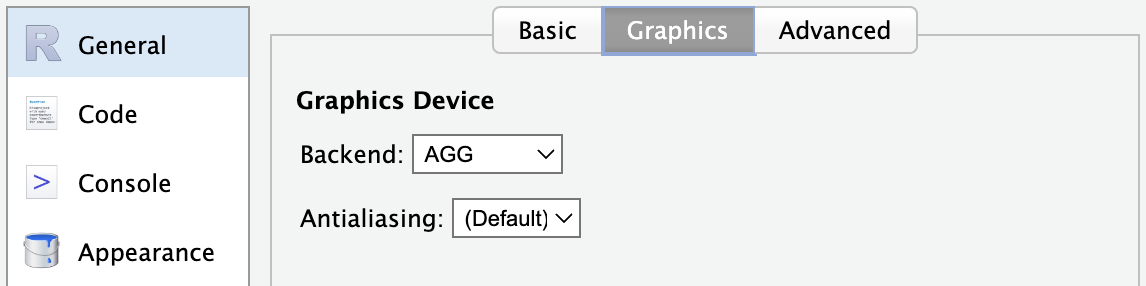 General
Code
Console
Appearance
Basic
Graphics
Advanced
Graphics Device
Backend: AGG
Antialiasing: (Default)